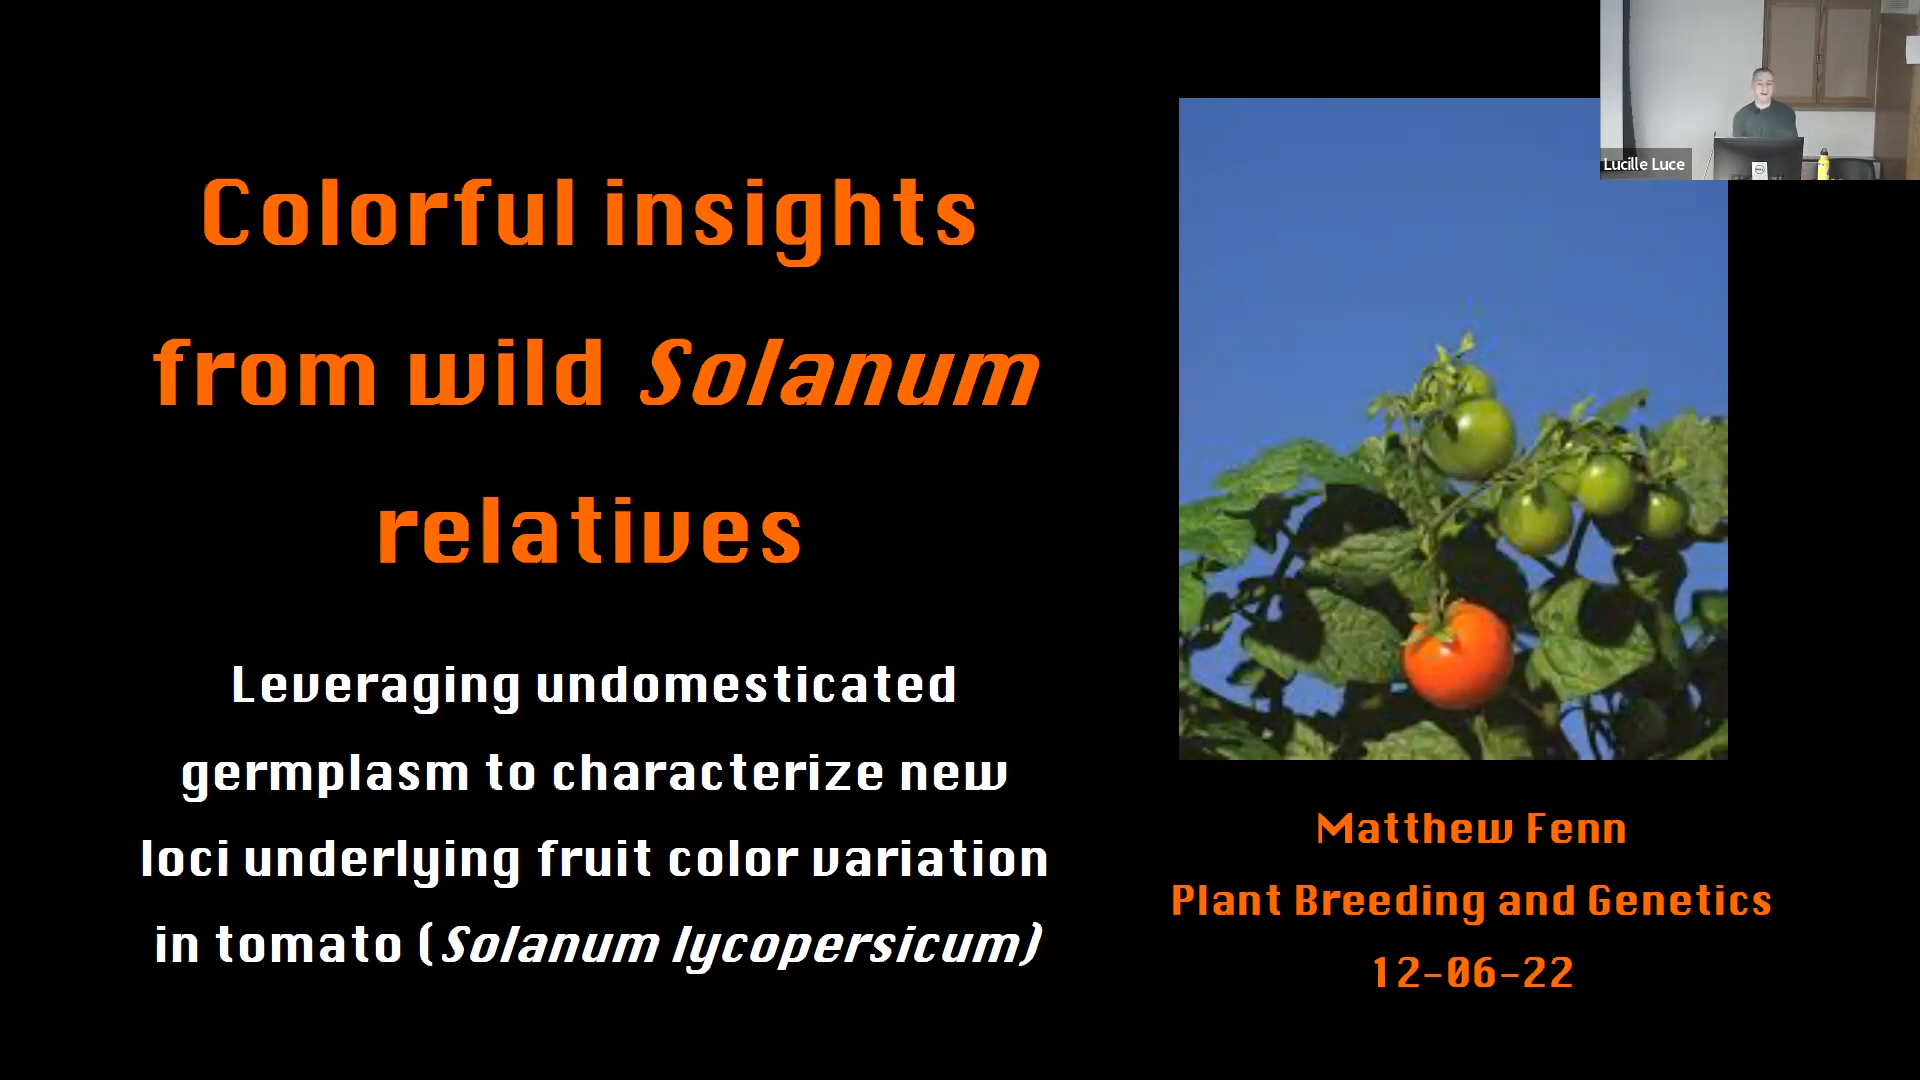 Colorful insights
from wild Solanum
relatives
Leveraging undomesticated
germplasm to characterize new
loci underlying fruit color variation
in tomato (Solanum lycopersicum)
Lucille Luce
Matthew Fenn
Plant Breeding and Genetics
12-06-22